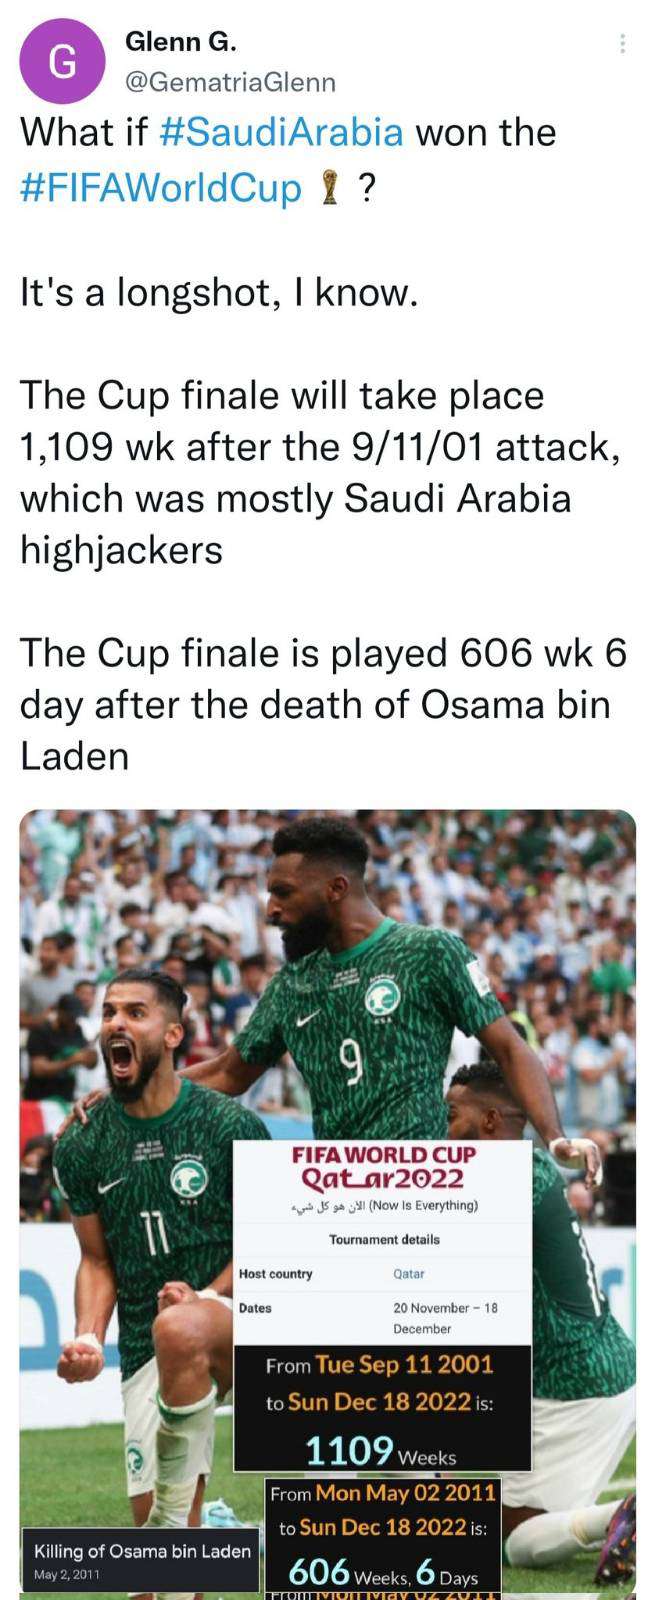 G
Glenn G.
@GematriaGlenn
What if #SaudiArabia won the
#FIFAWorldCup 🏆 ?
It's a longshot, I know.
The Cup finale will take place
1,109 wk after the 9/11/01 attack,
which was mostly Saudi Arabia
highjackers
The Cup finale is played 606 wk 6
day after the death of Osama bin
Laden
9
11
FIFA WORLD CUP
Qatar2022
الآن هو كل شيء (Now Is Everything)
Tournament details
Host country Qatar
Dates 20 November – 18
December
From Tue Sep 11 2001
to Sun Dec 18 2022 is:
1109 Weeks
From Mon May 02 2011
to Sun Dec 18 2022 is:
606 Weeks, 6 Days
Killing of Osama bin Laden
May 2, 2011
From Mon May 02 2011